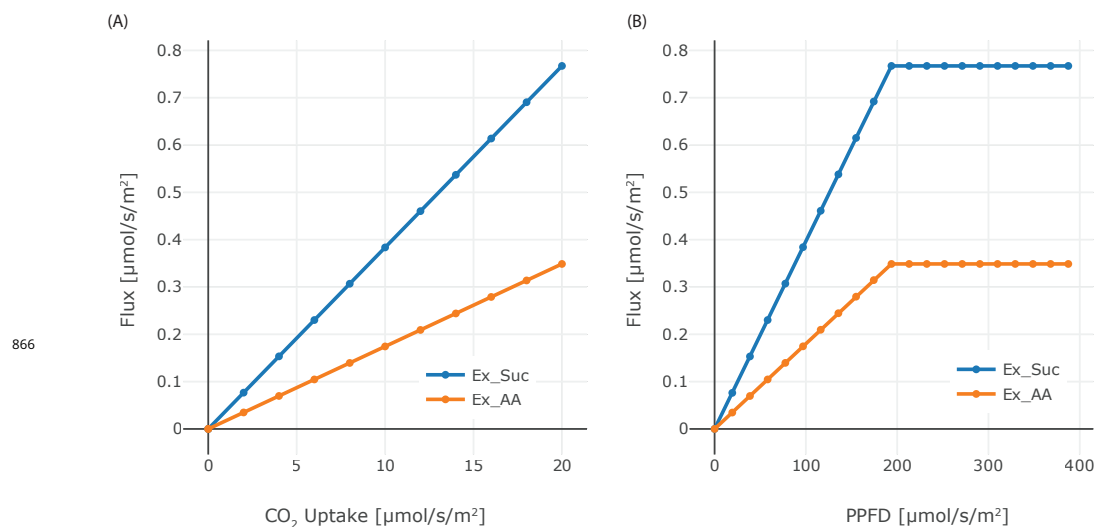 (A)
(B)
0.8
0.7
0.6
0.5
0.4
0.3
0.2
0.1
0
Flux [µmol/s/m²]
Ex_Suc
Ex_AA
0 5 10 15 20
CO₂ Uptake [µmol/s/m²]
0.8
0.7
0.6
0.5
0.4
0.3
0.2
0.1
0
Flux [µmol/s/m²]
Ex_Suc
Ex_AA
0 100 200 300 400
PPFD [µmol/s/m²]
866